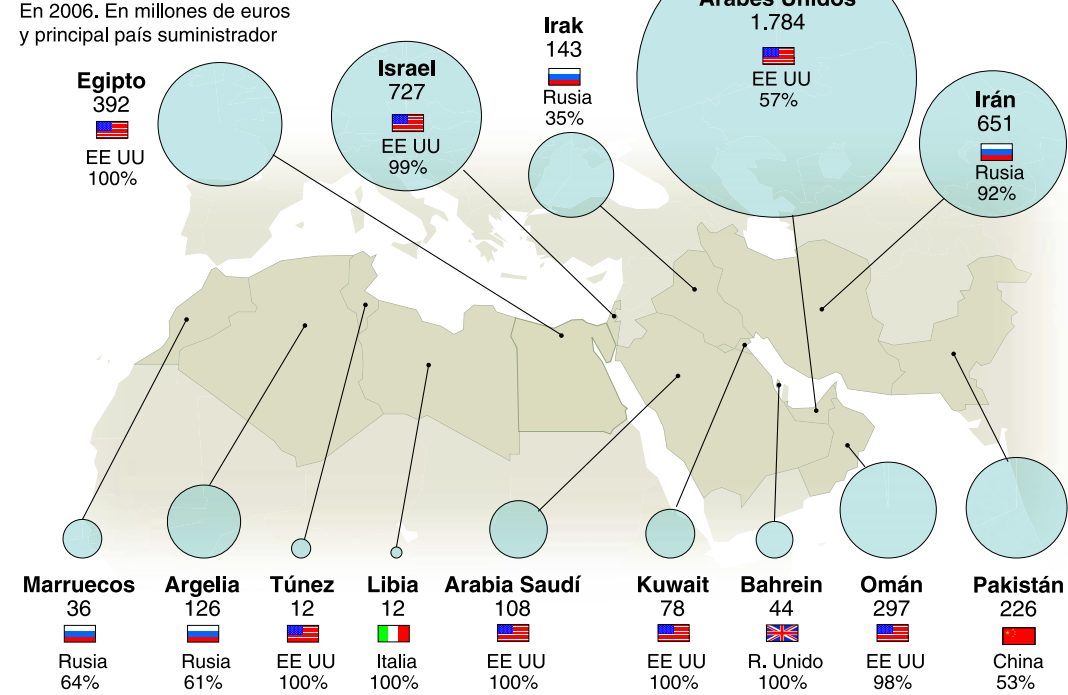 En 2006. En millones de euros
y principal país suministrador
Egipto
392
EE UU
100%
Israel
727
EE UU
99%
Irak
143
Rusia
35%
Árabes Unidos
1.784
EE UU
57%
Irán
651
Rusia
92%
Marruecos
36
Rusia
64%
Argelia
126
Rusia
61%
Túnez
12
EE UU
100%
Libia
12
Italia
100%
Arabia Saudí
108
EE UU
100%
Kuwait
78
EE UU
100%
Bahrein
44
R. Unido
100%
Omán
297
EE UU
98%
Pakistán
226
China
53%